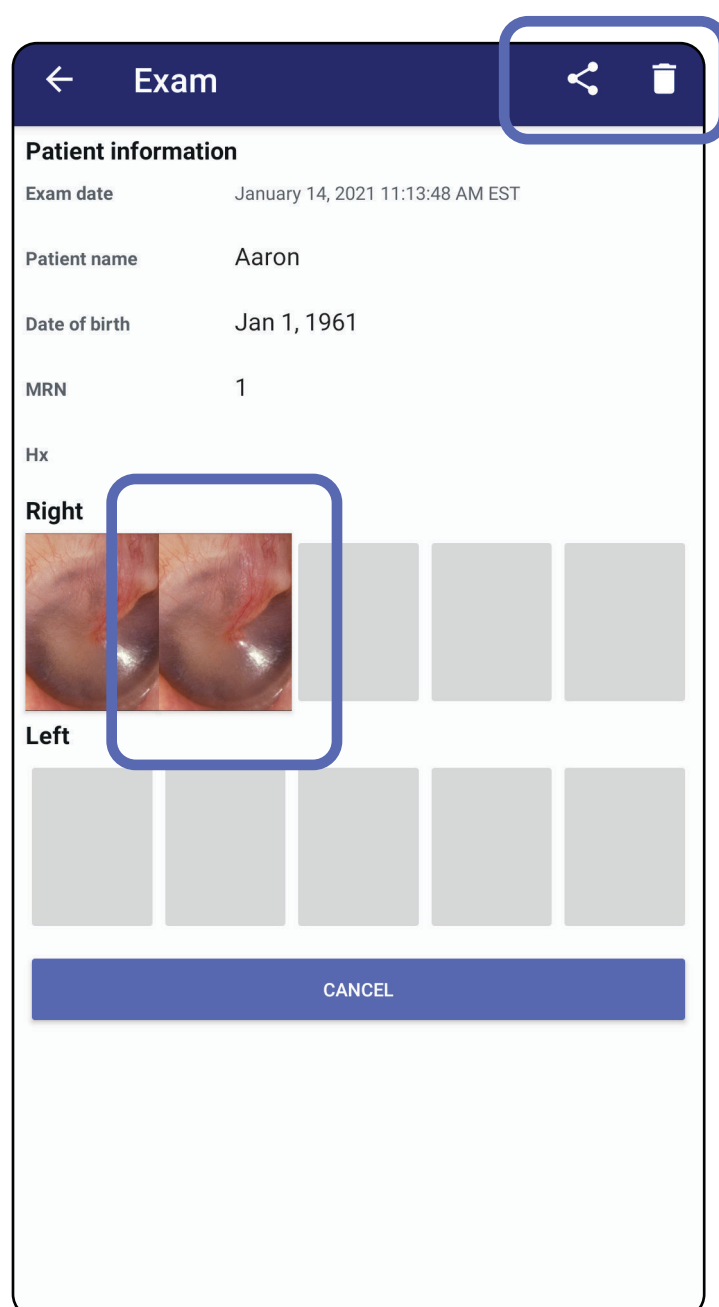 Exam
Patient information
Exam date January 14, 2021 11:13:48 AM EST
Patient name Aaron
Date of birth Jan 1, 1961
MRN 1
Hx
Right
Left
CANCEL